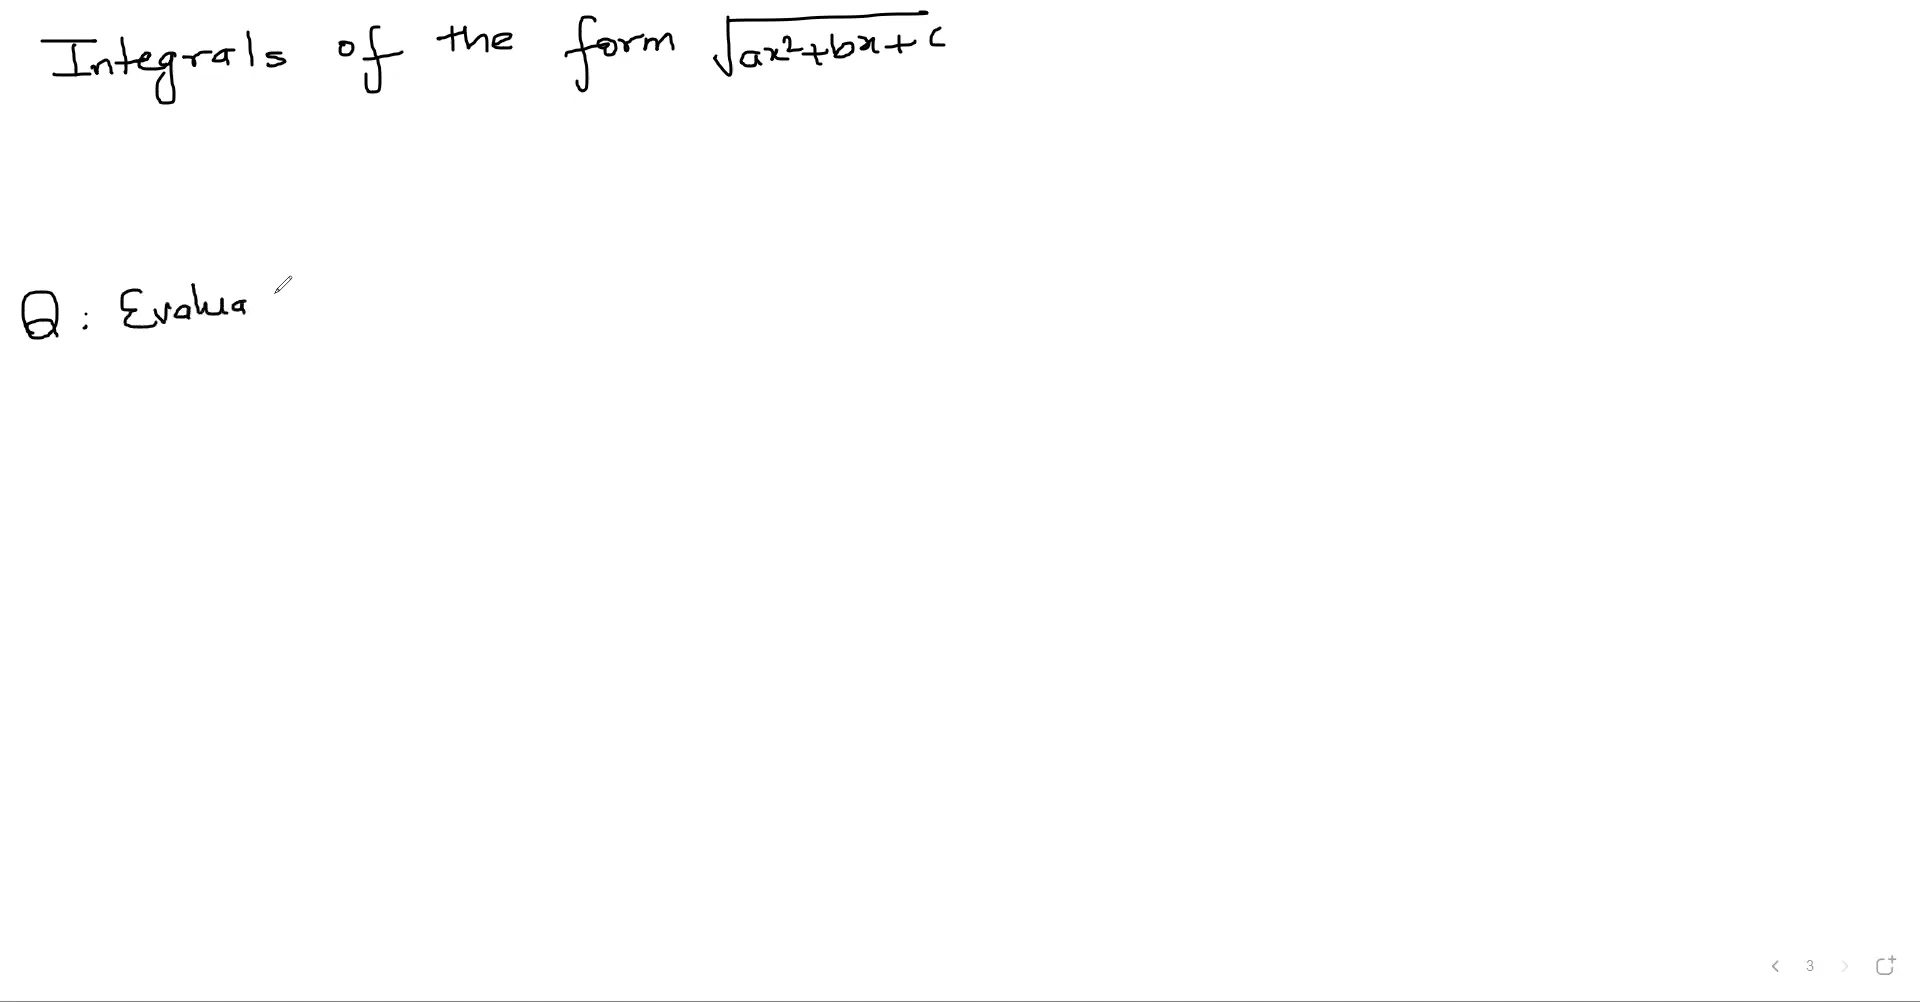 Integrals of the form √ax²+bx+c
Q : Evalua
3